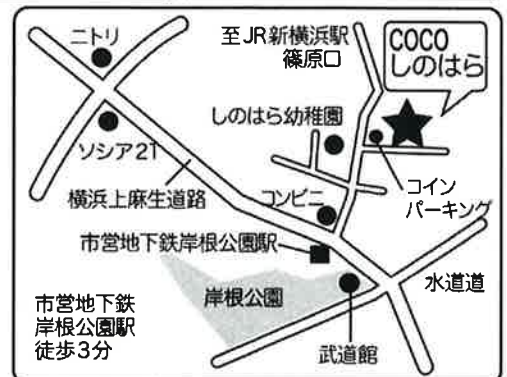 ニトリ
至JR新横浜駅
篠原口
COCO
しのはら
しのはら幼稚園
ソシア21
コイン
パーキング
横浜上麻生道路
コンビニ
市営地下鉄岸根公園駅
水道道
岸根公園
市営地下鉄
岸根公園駅
徒歩3分
武道館